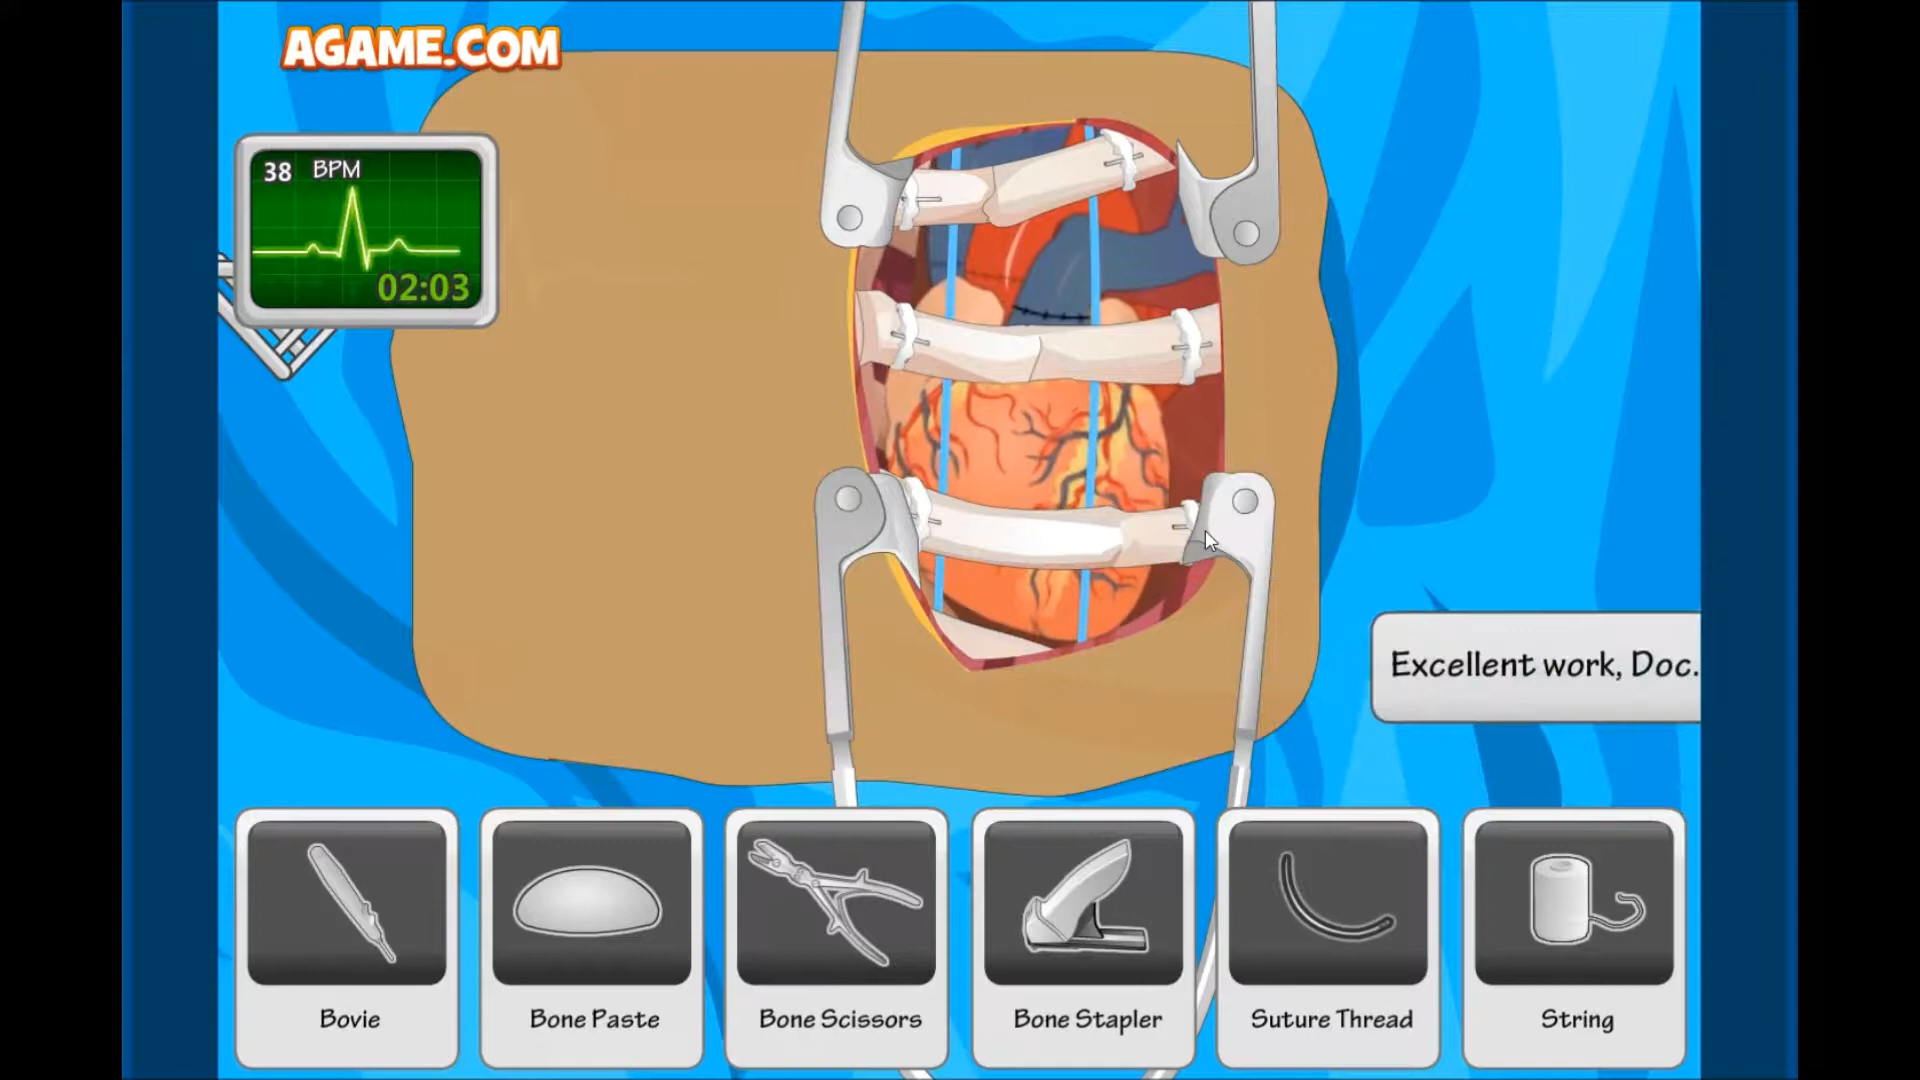 AGAME.COM
38 BPM
02:03
Excellent work, Doc.
Bovie
Bone Paste
Bone Scissors
Bone Stapler
Suture Thread
String